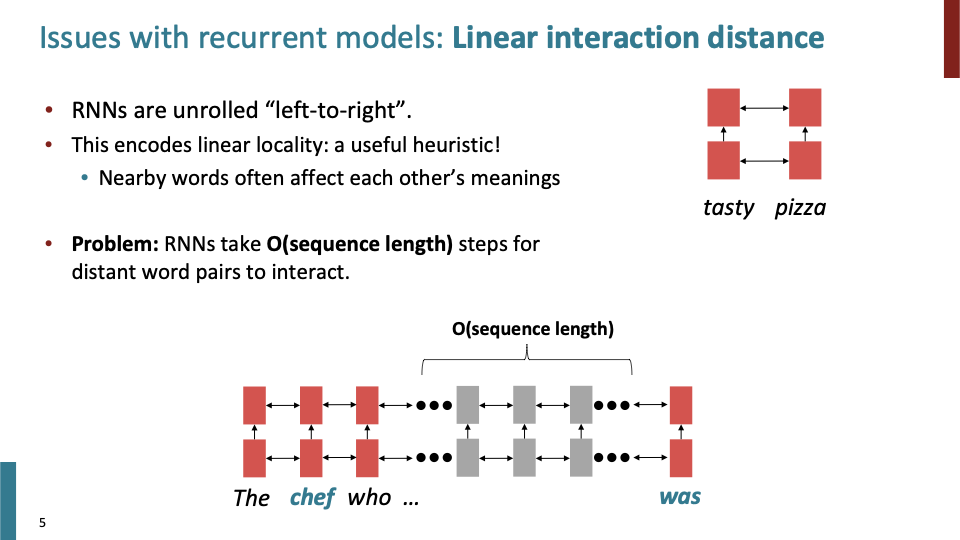 Issues with recurrent models: Linear interaction distance
• RNNs are unrolled “left-to-right”.
• This encodes linear locality: a useful heuristic!
• Nearby words often affect each other’s meanings
tasty pizza
• Problem: RNNs take O(sequence length) steps for
distant word pairs to interact.
O(sequence length)
The chef who ... was
5